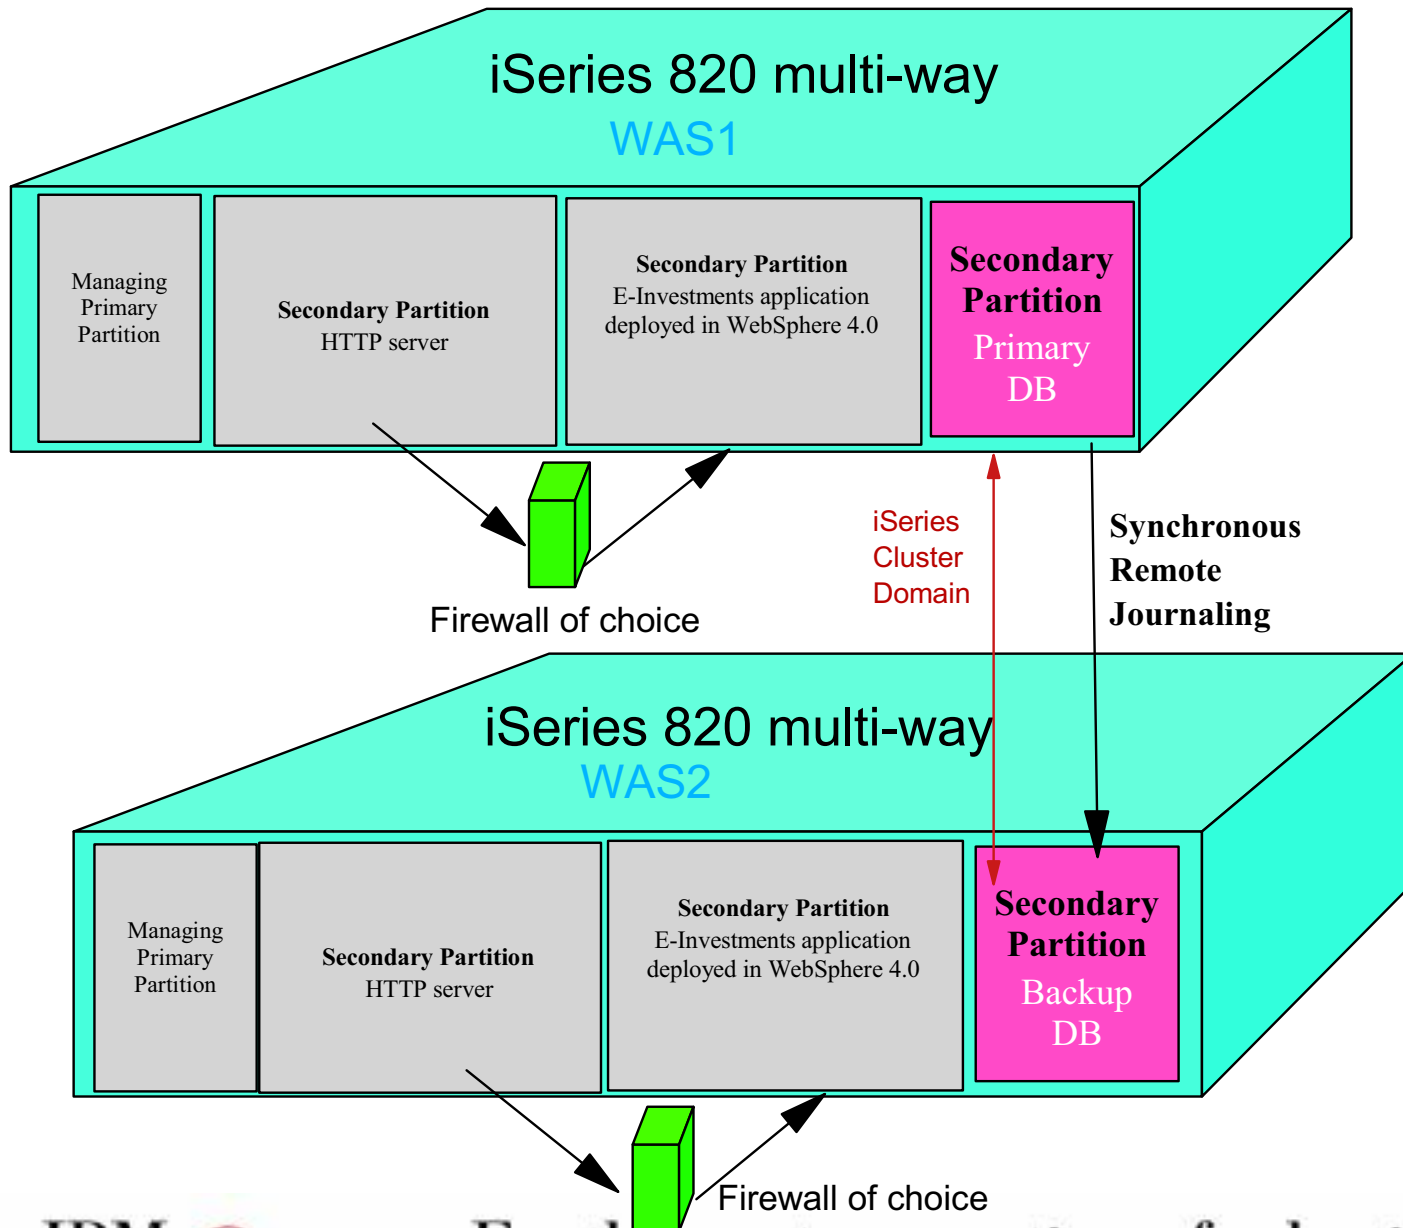 iSeries 820 multi-way
WAS1
Managing
Primary
Partition
Secondary Partition
HTTP server
Secondary Partition
E-Investments application
deployed in WebSphere 4.0
Secondary
Partition
Primary
DB
Firewall of choice
iSeries
Cluster
Domain
Synchronous
Remote
Journaling
iSeries 820 multi-way
WAS2
Managing
Primary
Partition
Secondary Partition
HTTP server
Secondary Partition
E-Investments application
deployed in WebSphere 4.0
Secondary
Partition
Backup
DB
Firewall of choice
IBM